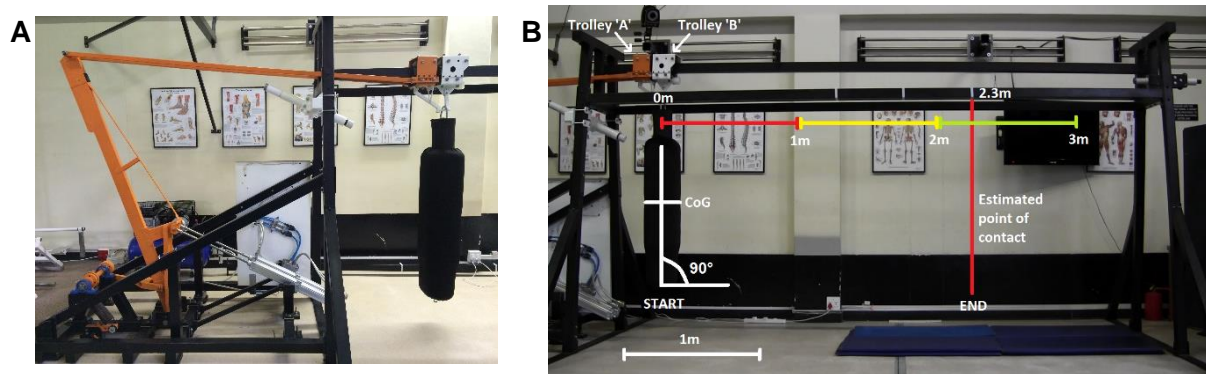 A
B
Trolley 'A'
Trolley 'B'
0m
2.3m
1m
2m
3m
CoG
Estimated
point of
contact
90°
START
END
1m